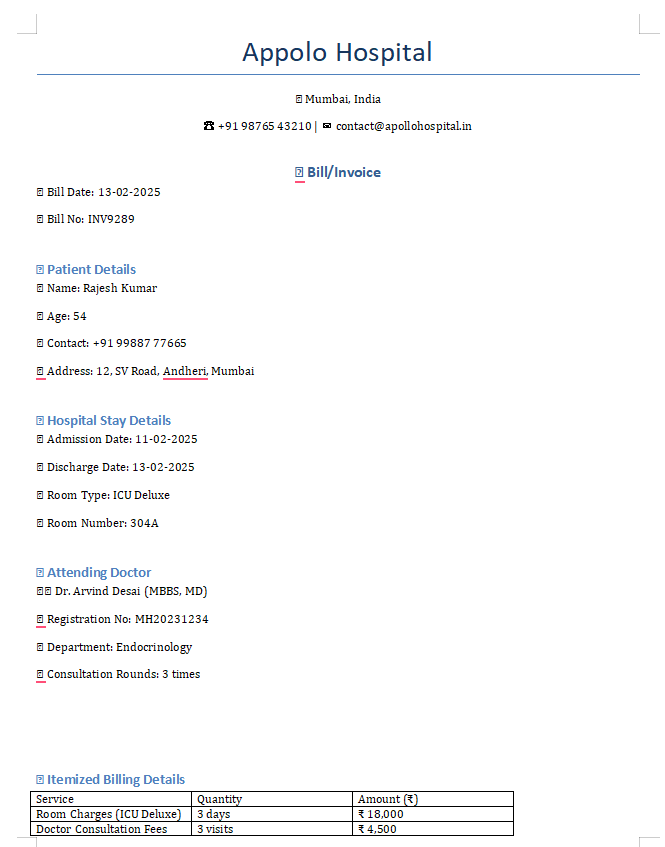 Appolo Hospital
Mumbai, India
☎ +91 98765 43210 | ✉ contact@apollohospital.in
Bill/Invoice
Bill Date: 13-02-2025
Bill No: INV9289
Patient Details
Name: Rajesh Kumar
Age: 54
Contact: +91 99887 77665
Address: 12, SV Road, Andheri, Mumbai
Hospital Stay Details
Admission Date: 11-02-2025
Discharge Date: 13-02-2025
Room Type: ICU Deluxe
Room Number: 304A
Attending Doctor
Dr. Arvind Desai (MBBS, MD)
Registration No: MH20231234
Department: Endocrinology
Consultation Rounds: 3 times
Itemized Billing Details
Service Quantity Amount (₹)
Room Charges (ICU Deluxe) 3 days ₹ 18,000
Doctor Consultation Fees 3 visits ₹ 4,500